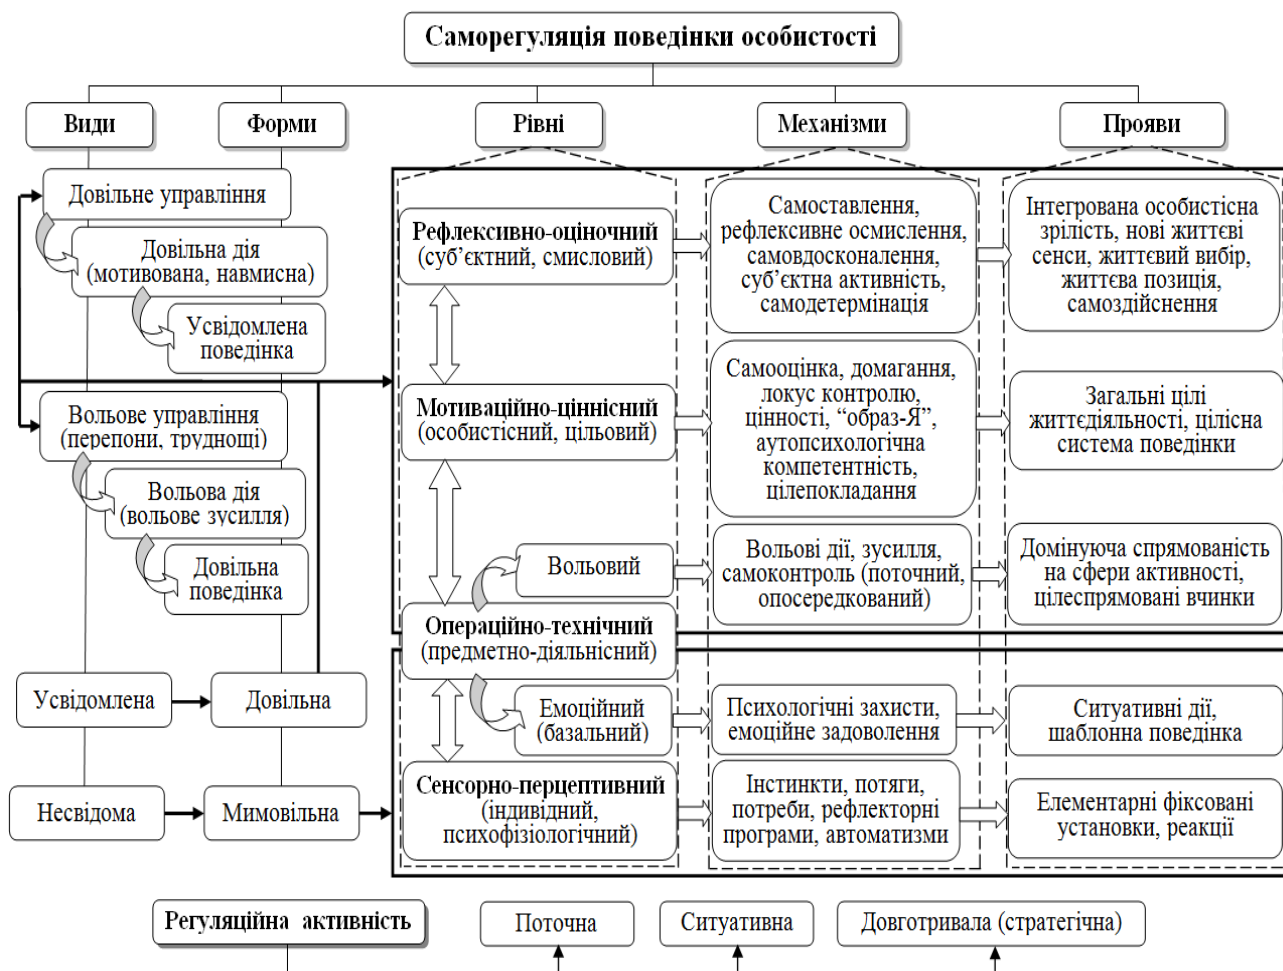 Саморегуляція поведінки особистості
Види
Форми
Рівні
Механізми
Прояви
Довільне управління
Довільна дія
(мотивована, навмисна)
Усвідомлена
поведінка
Вольове управління
(перепони, труднощі)
Вольова дія
(вольове зусилля)
Довільна
поведінка
Усвідомлена
Довільна
Несвідома
Мимовільна
Рефлексивно-оціночний
(суб’єктний, смисловий)
Самоставлення,
рефлексивне осмислення,
самовдосконалення,
суб’єктна активність,
самодетермінація
Інтегрована особистісна
зрілість, нові життєві
сенси, життєвий вибір,
життєва позиція,
самоздійснення
Мотиваційно-ціннісний
(особистісний, цільовий)
Самооцінка, домагання,
локус контролю,
цінності, “образ-Я”,
аутопсихологічна
компетентність,
цілепокладання
Загальні цілі
життєдіяльності, цілісна
система поведінки
Вольовий
Вольові дії, зусилля,
самоконтроль (поточний,
опосередкований)
Домінуюча спрямованість
на сфери активності,
цілеспрямовані вчинки
Операційно-технічний
(предметно-діяльнісний)
Емоційний
(базальний)
Психологічні захисти,
емоційне задоволення
Ситуативні дії,
шаблонна поведінка
Сенсорно-перцептивний
(індивідний,
психофізіологічний)
Інстинкти, потяги,
потреби, рефлекторні
програми, автоматизми
Елементарні фіксовані
установки, реакції
Регуляційна активність
Поточна
Ситуативна
Довготривала (стратегічна)